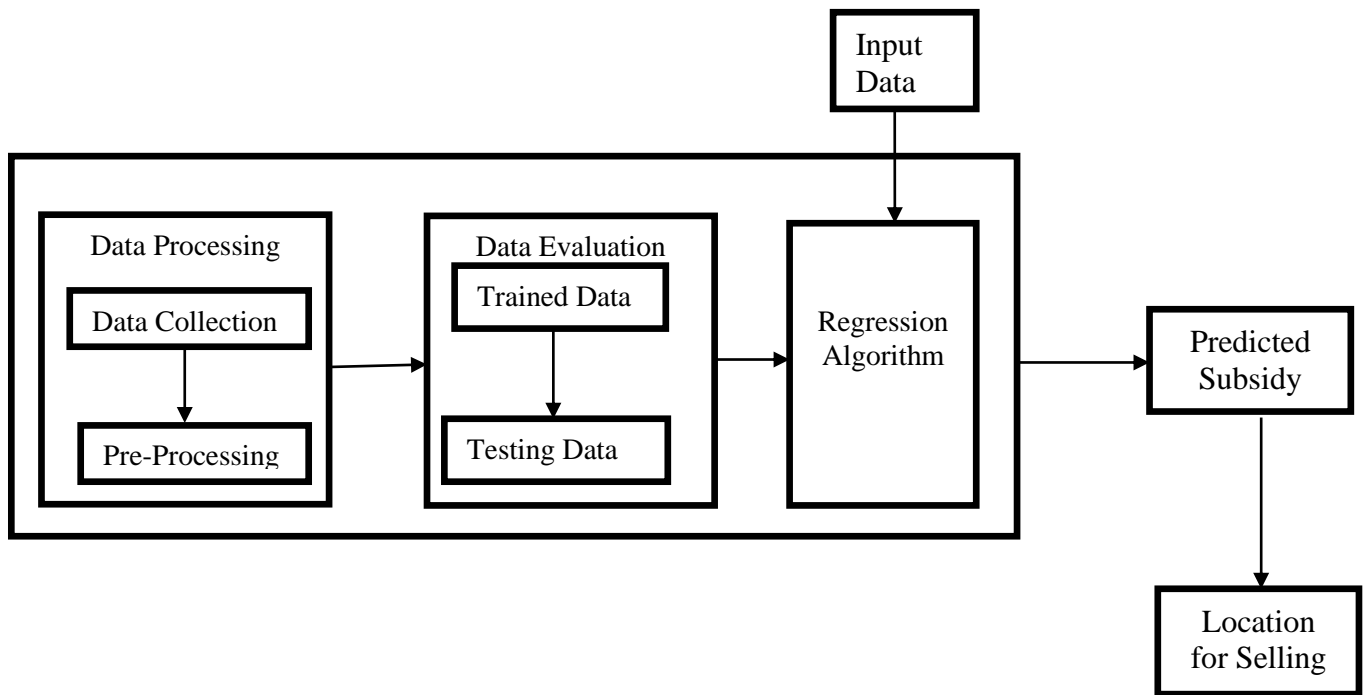 Input
Data
Data Processing
Data Collection
Pre-Processing
Data Evaluation
Trained Data
Testing Data
Regression
Algorithm
Predicted
Subsidy
Location
for Selling